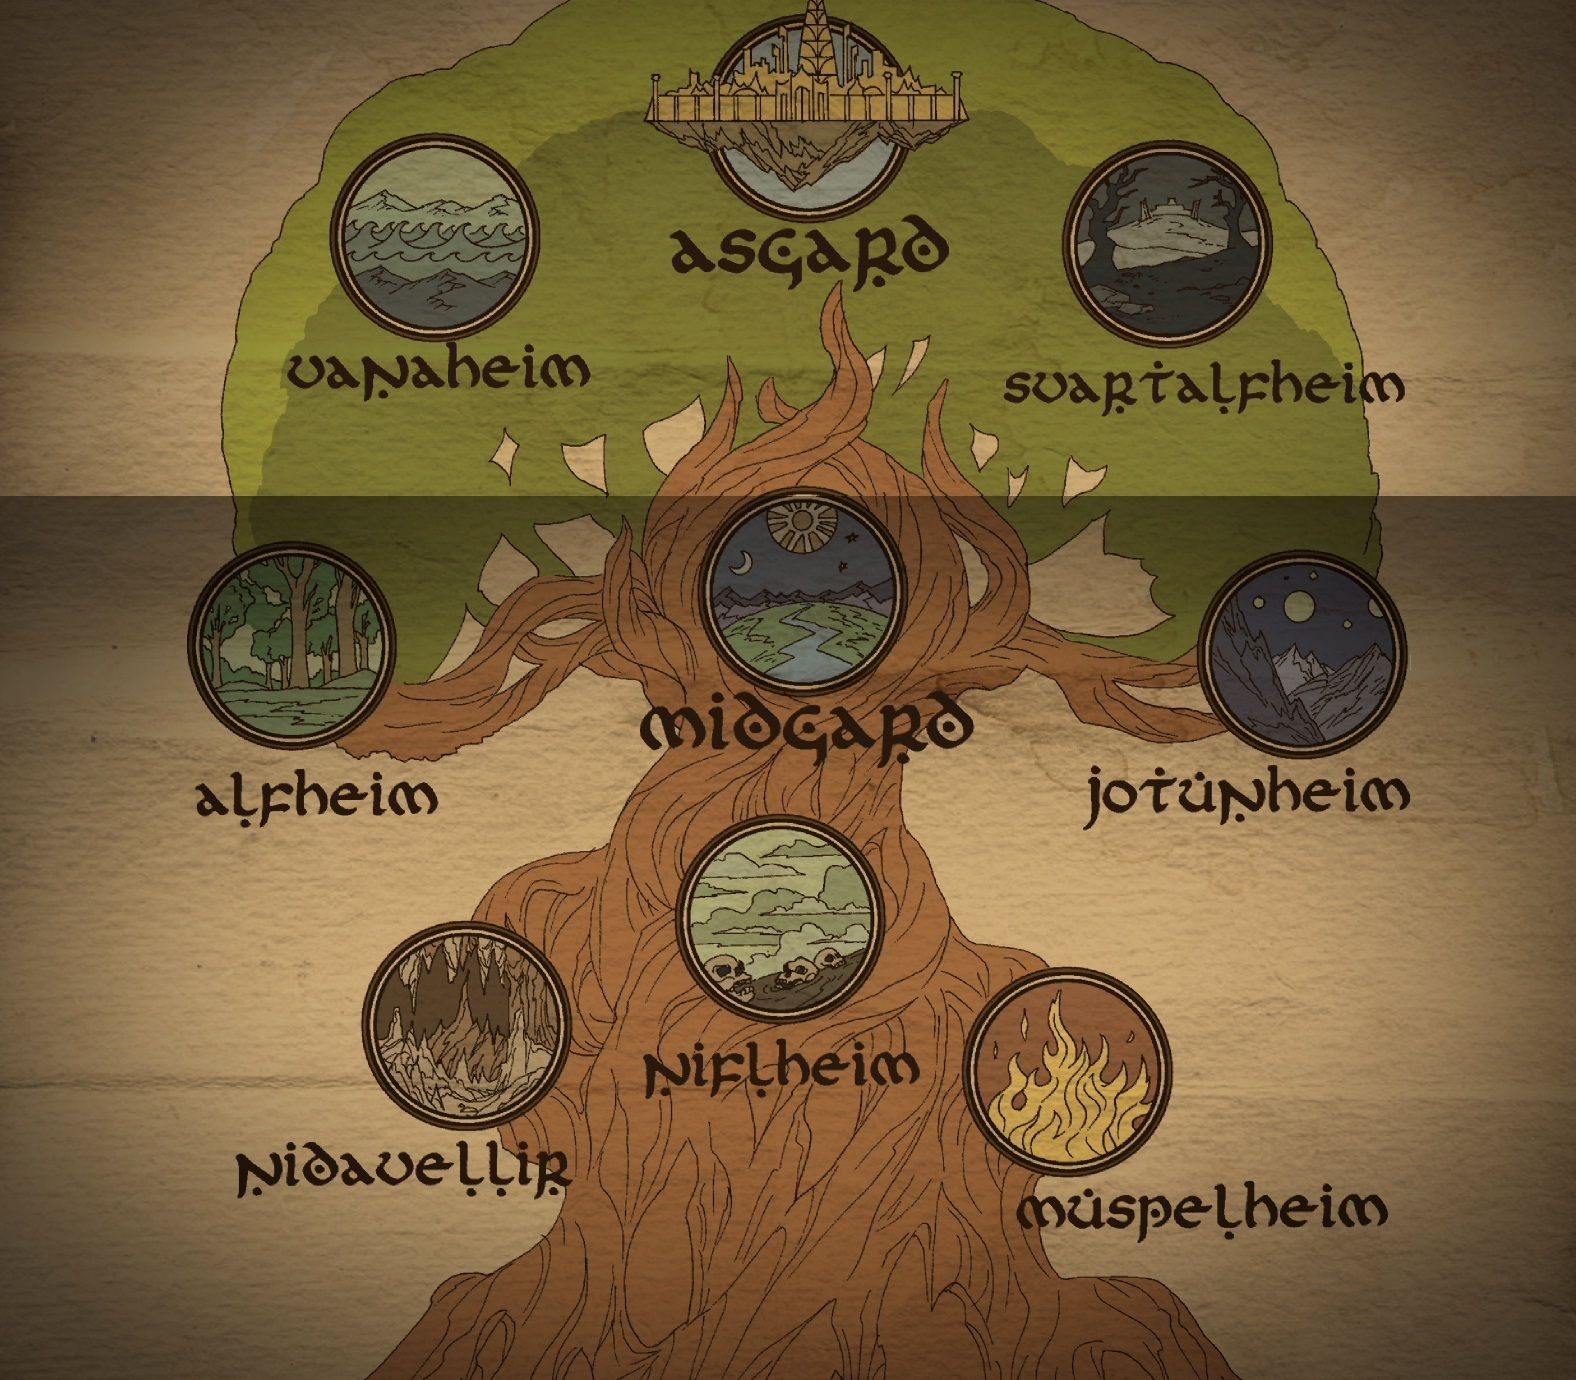 asgard
vanaheim
svartalfheim
midgard
alfheim
jotunheim
niflheim
nidavellir
muspelheim